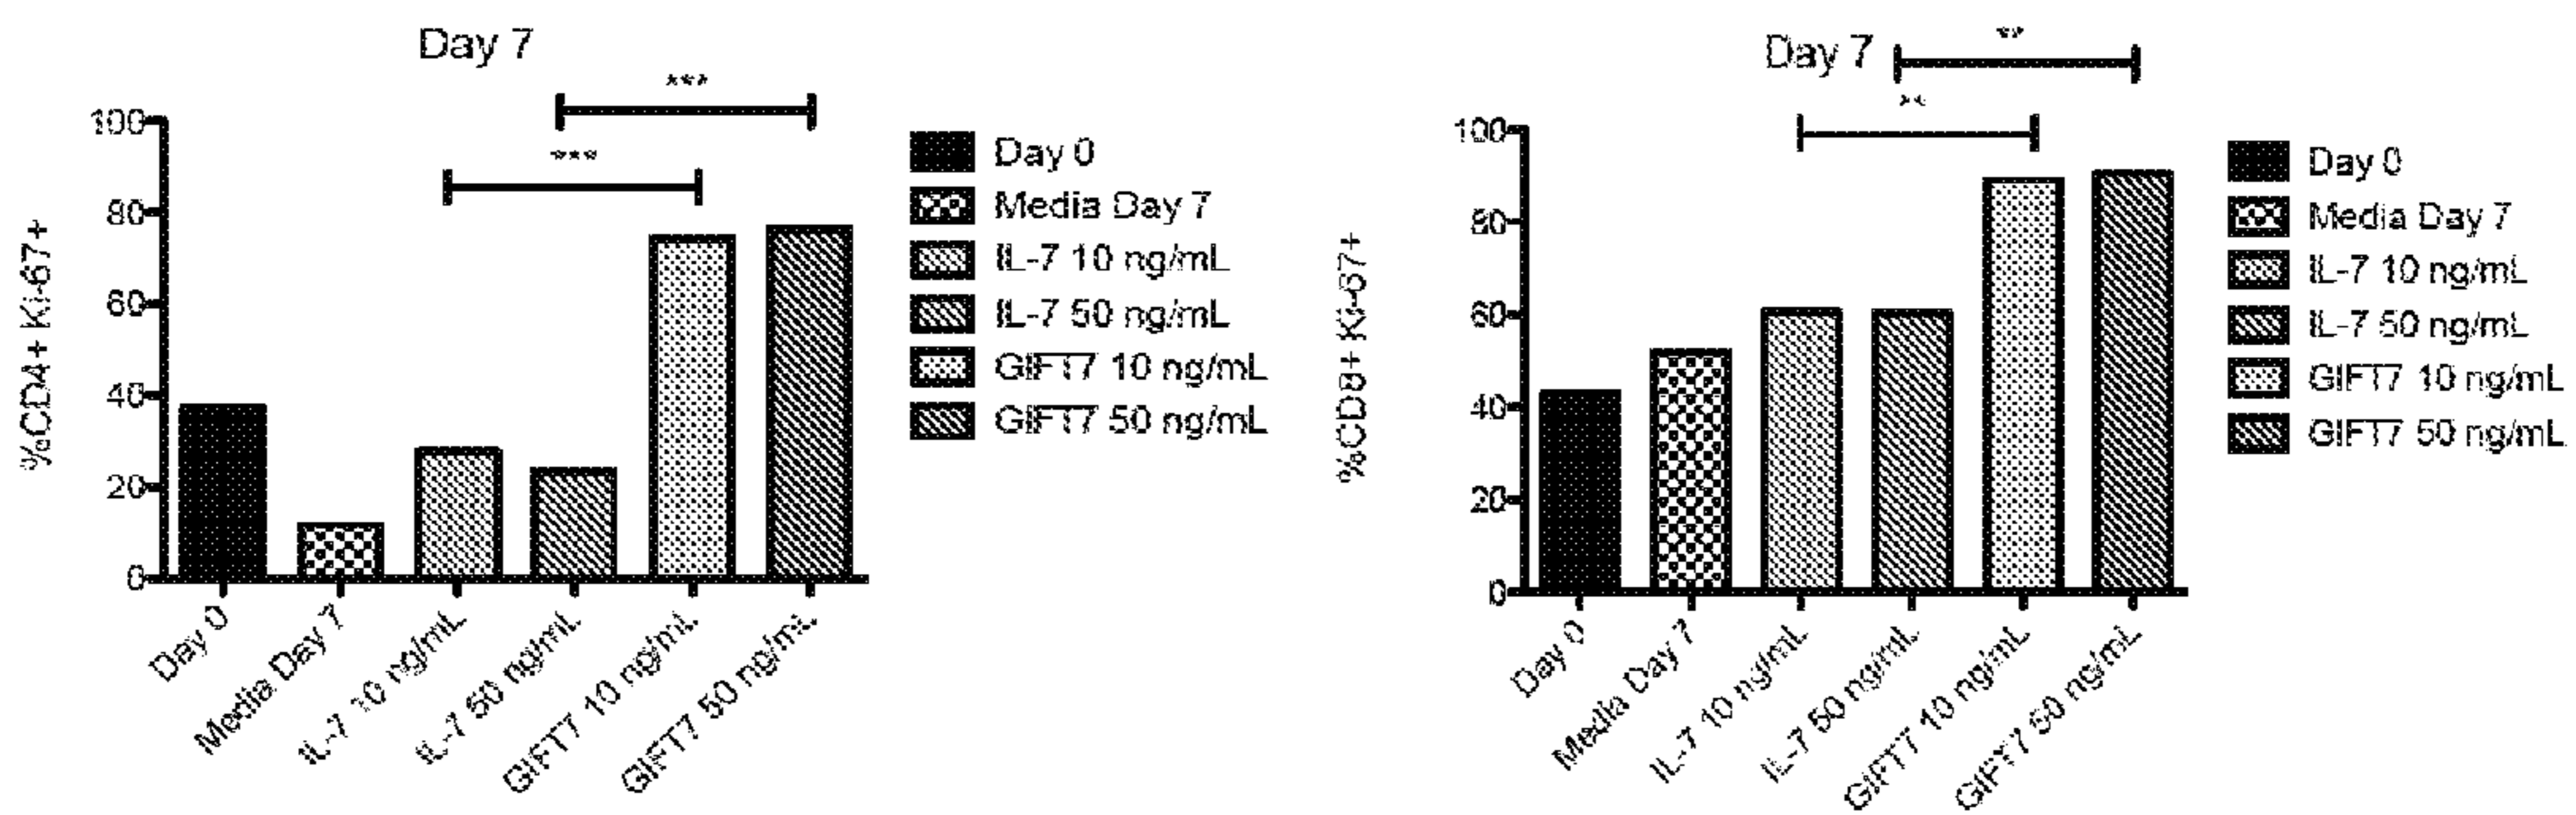 Day 7
***
***
100
80
60
40
20
0
%CD4+ Ki-67+
Day 0
Media Day 7
IL-7 10 ng/mL
IL-7 50 ng/mL
GIFT7 10 ng/mL
GIFT7 50 ng/mL
Day 0
Media Day 7
IL-7 10 ng/mL
IL-7 50 ng/mL
GIFT7 10 ng/mL
GIFT7 50 ng/mL
Day 7
**
**
100
80
60
40
20
0
%CD8+ Ki-67+
Day 0
Media Day 7
IL-7 10 ng/mL
IL-7 50 ng/mL
GIFT7 10 ng/mL
GIFT7 50 ng/mL
Day 0
Media Day 7
IL-7 10 ng/mL
IL-7 50 ng/mL
GIFT7 10 ng/mL
GIFT7 50 ng/mL